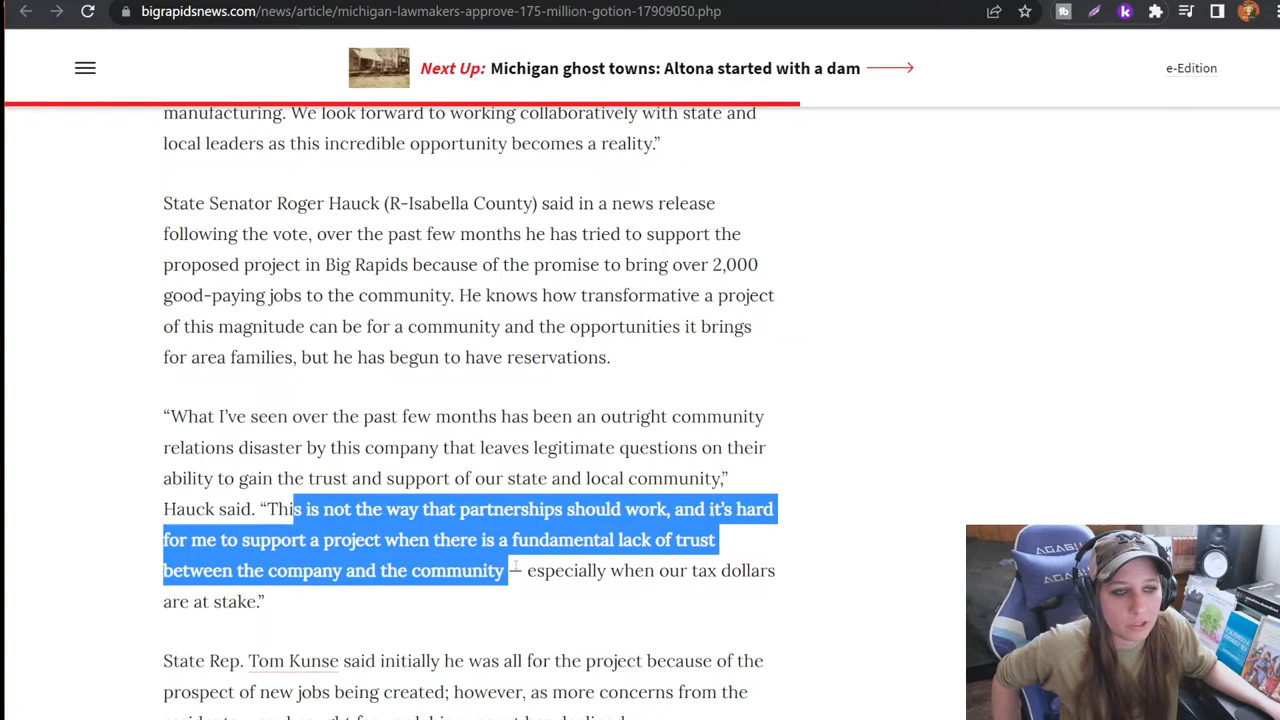 bigrapidsnews.com/news/article/michigan-lawmakers-approve-175-million-gotion-17909050.php
Next Up: Michigan ghost towns: Altona started with a dam
e-Edition
manufacturing. We look forward to working collaboratively with state and
local leaders as this incredible opportunity becomes a reality.”
State Senator Roger Hauck (R-Isabella County) said in a news release
following the vote, over the past few months he has tried to support the
proposed project in Big Rapids because of the promise to bring over 2,000
good-paying jobs to the community. He knows how transformative a project
of this magnitude can be for a community and the opportunities it brings
for area families, but he has begun to have reservations.
“What I’ve seen over the past few months has been an outright community
relations disaster by this company that leaves legitimate questions on their
ability to gain the trust and support of our state and local community,”
Hauck said. “This is not the way that partnerships should work, and it’s hard
for me to support a project when there is a fundamental lack of trust
between the company and the community — especially when our tax dollars
are at stake.”
State Rep. Tom Kunse said initially he was all for the project because of the
prospect of new jobs being created; however, as more concerns from the